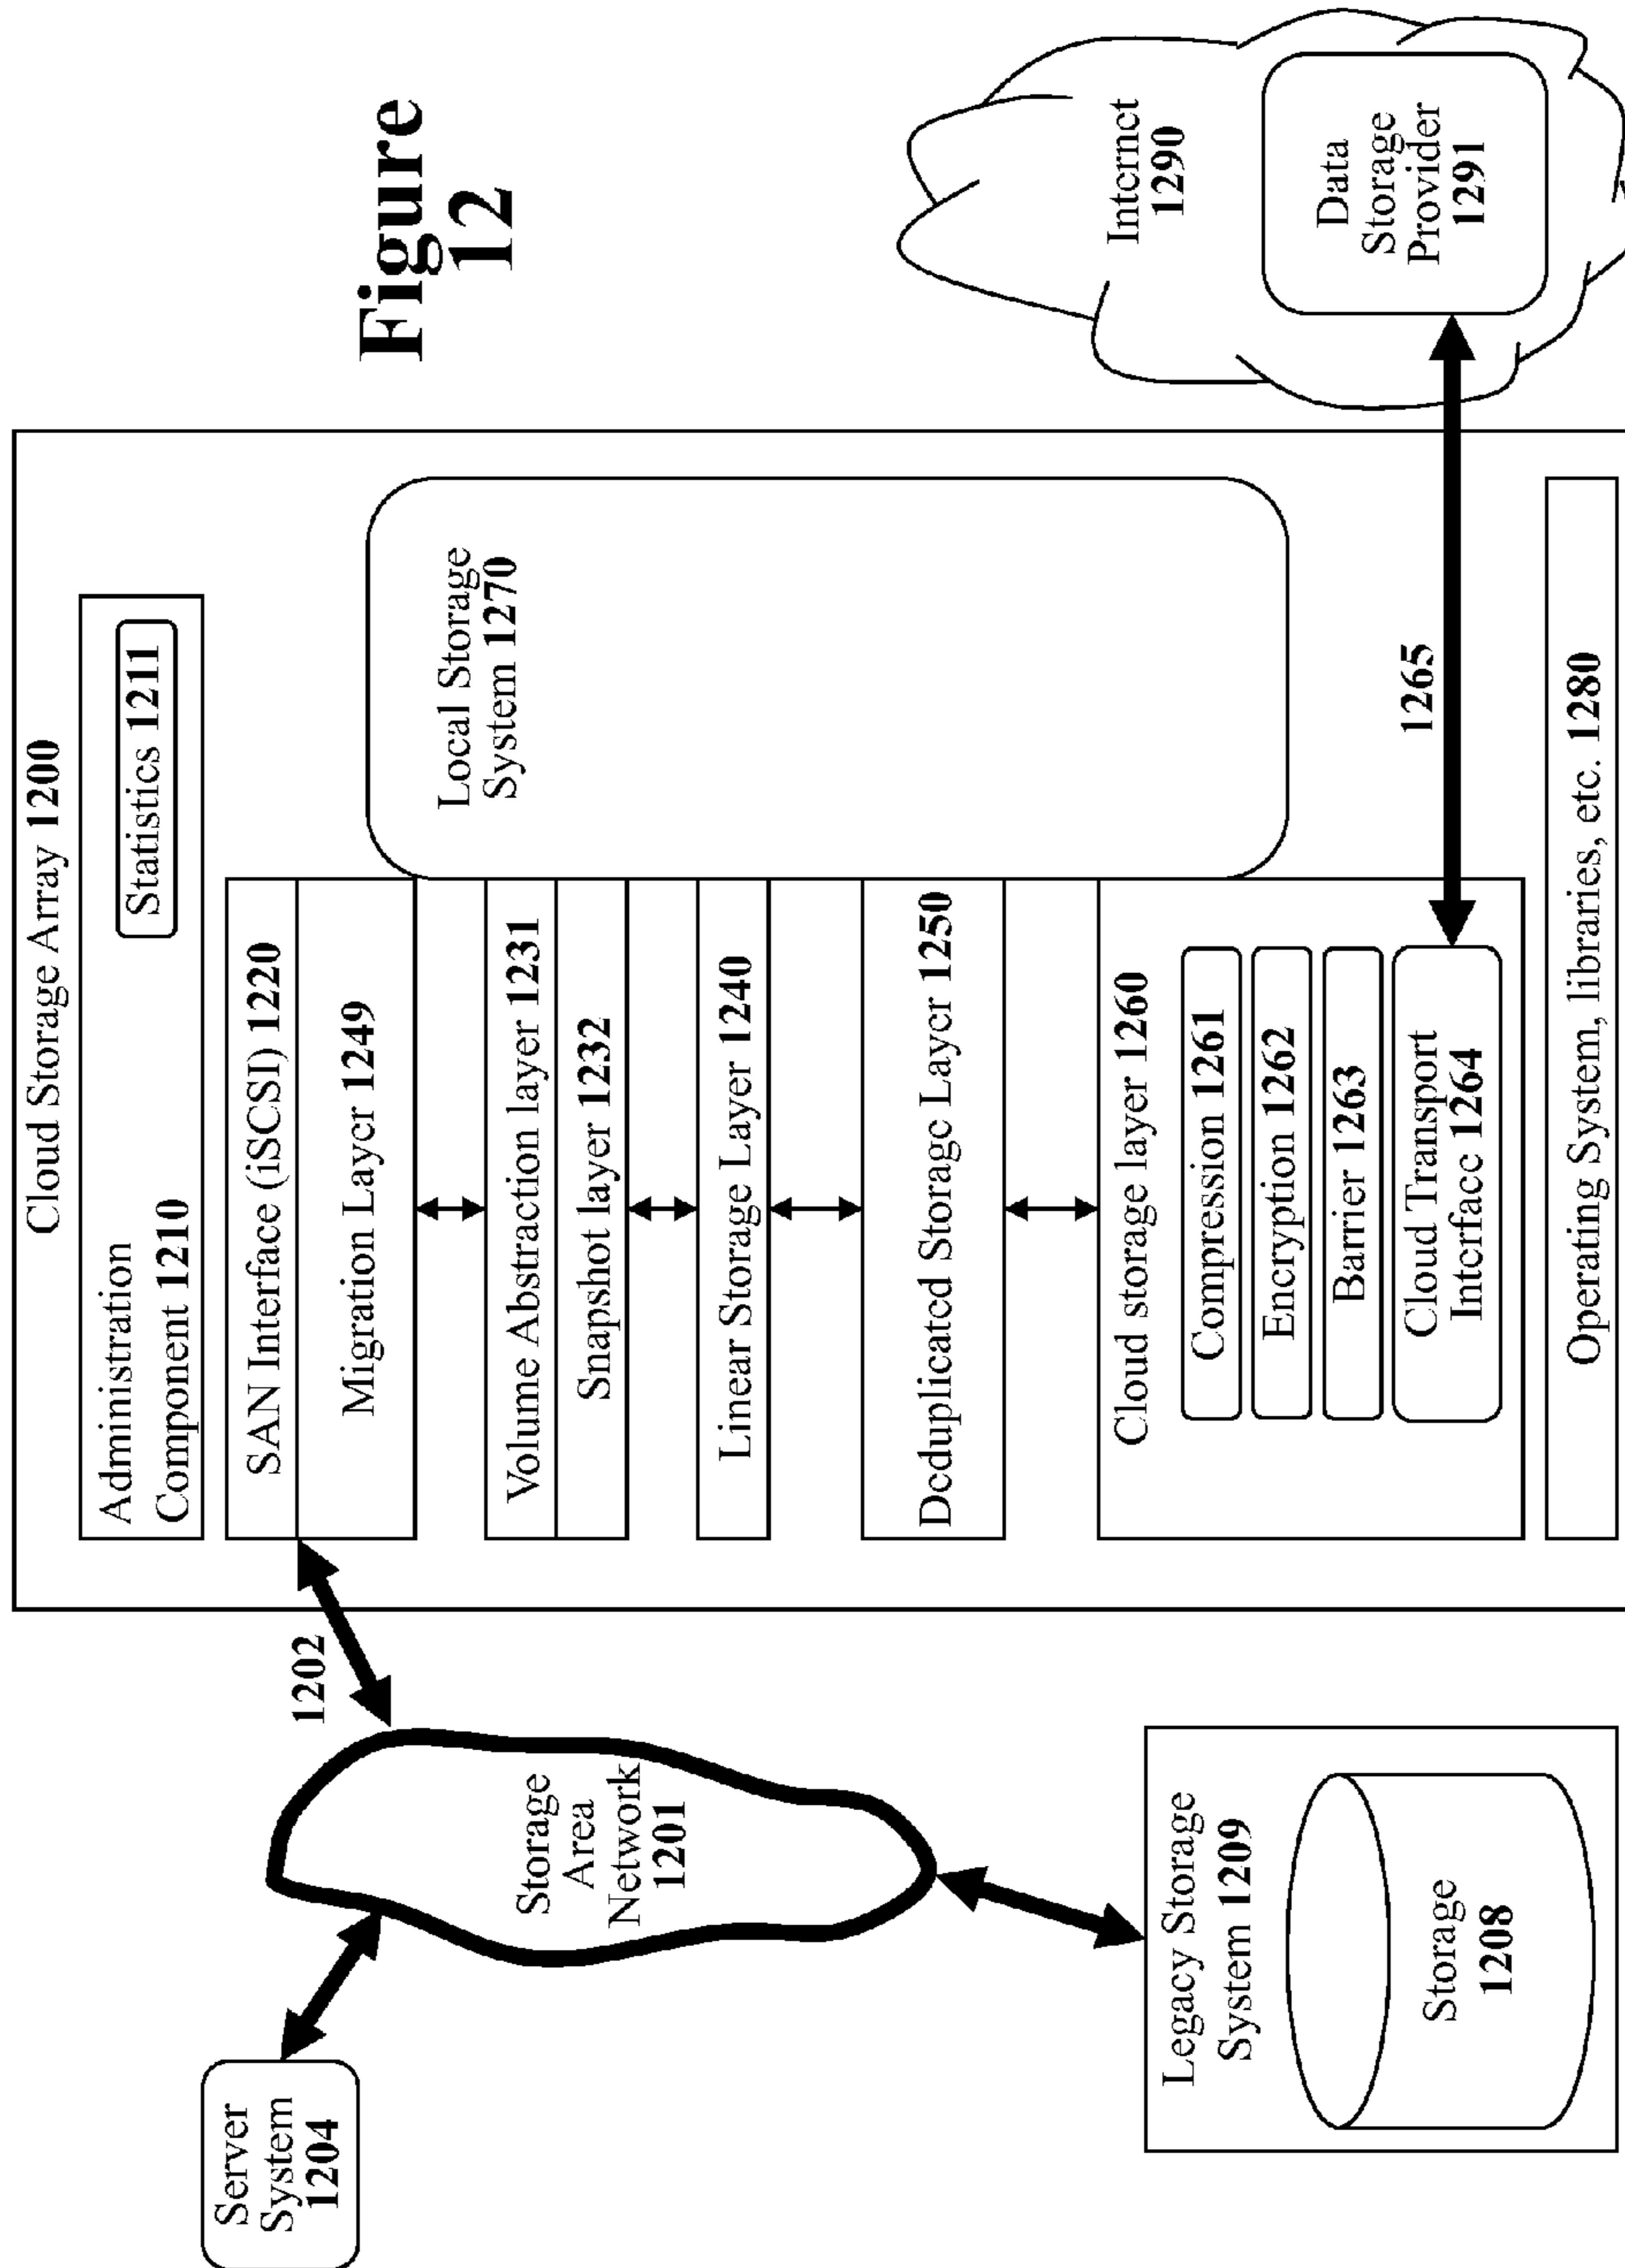 Figure
12
Cloud Storage Array 1200
Administration
Component 1210
Statistics 1211
SAN Interface (iSCSI) 1220
Migration Layer 1249
Volume Abstraction layer 1231
Snapshot layer 1232
Linear Storage Layer 1240
Deduplicated Storage Layer 1250
Cloud storage layer 1260
Compression 1261
Encryption 1262
Barrier 1263
Cloud Transport
Interface 1264
Operating System, libraries, etc. 1280
Local Storage
System 1270
1265
Internet
1290
Data
Storage
Provider
1291
1202
Server
System
1204
Storage
Area
Network
1201
Legacy Storage
System 1209
Storage
1208